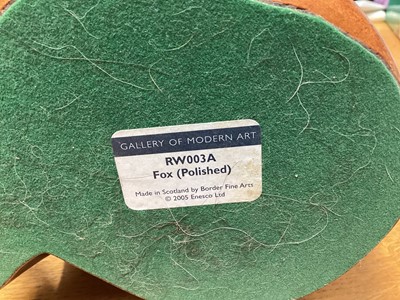 GALLERY OF MODERN ART
RW003A
Fox (Polished)
Made in Scotland by Border Fine Arts
© 2005 Enesco Ltd